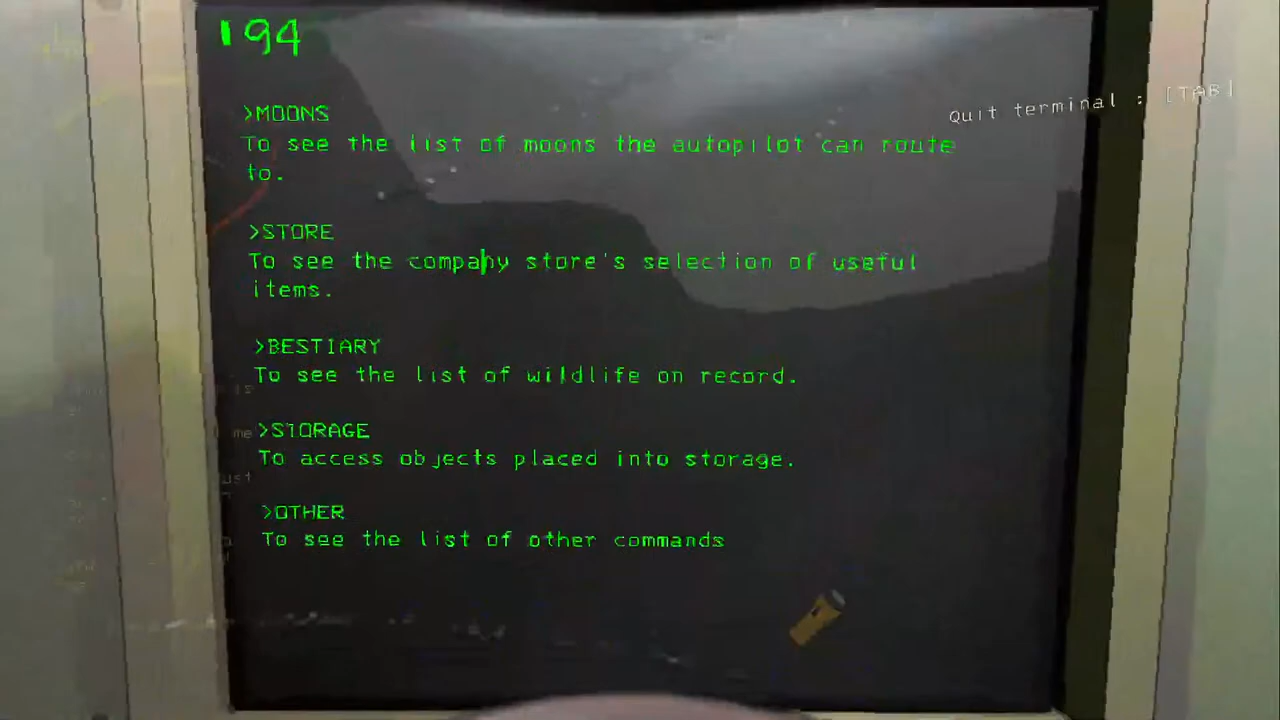 194
Quit terminal : [TAB]
>MOONS
To see the list of moons the autopilot can route
to.
>STORE
To see the company store's selection of useful
items.
>BESTIARY
To see the list of wildlife on record.
>STORAGE
To access objects placed into storage.
>OTHER
To see the list of other commands